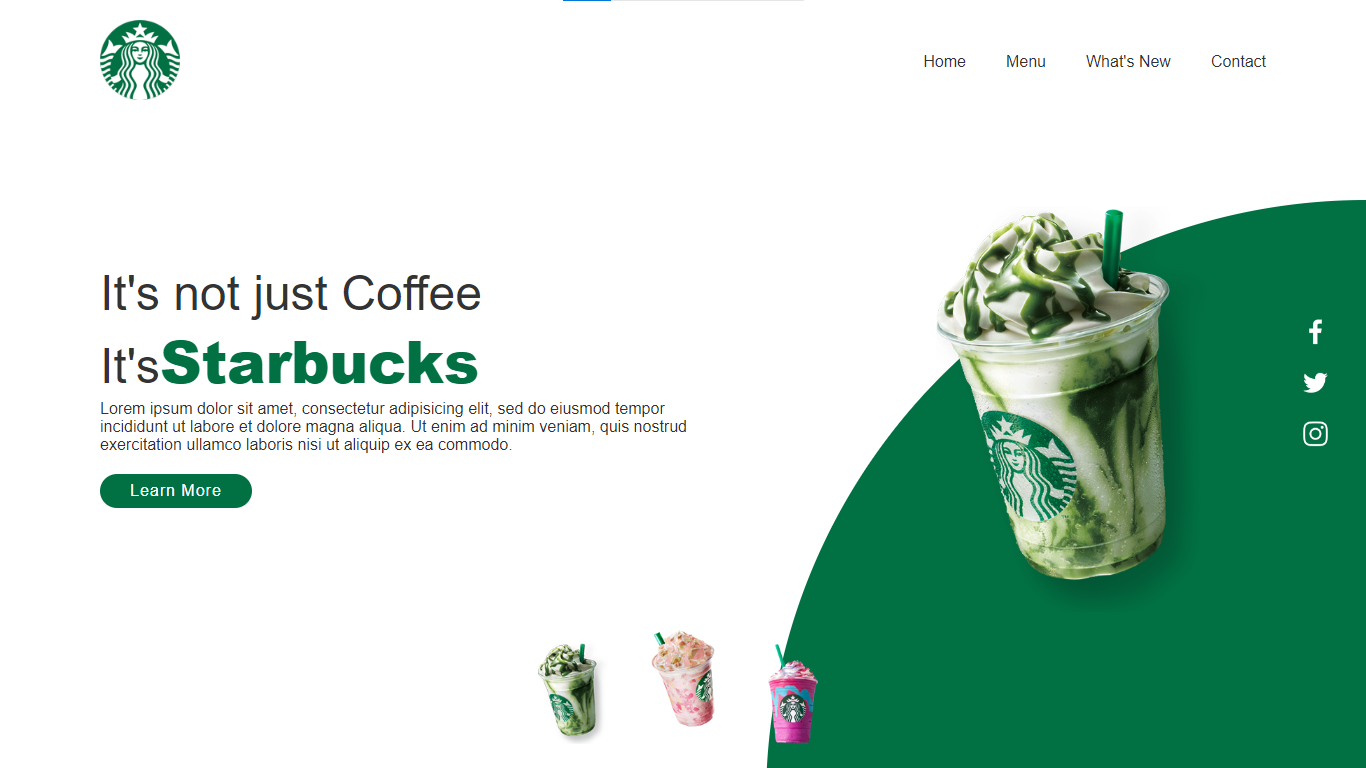 Home Menu What's New Contact
It's not just Coffee
It'sStarbucks
Lorem ipsum dolor sit amet, consectetur adipisicing elit, sed do eiusmod tempor
incididunt ut labore et dolore magna aliqua. Ut enim ad minim veniam, quis nostrud
exercitation ullamco laboris nisi ut aliquip ex ea commodo.
Learn More